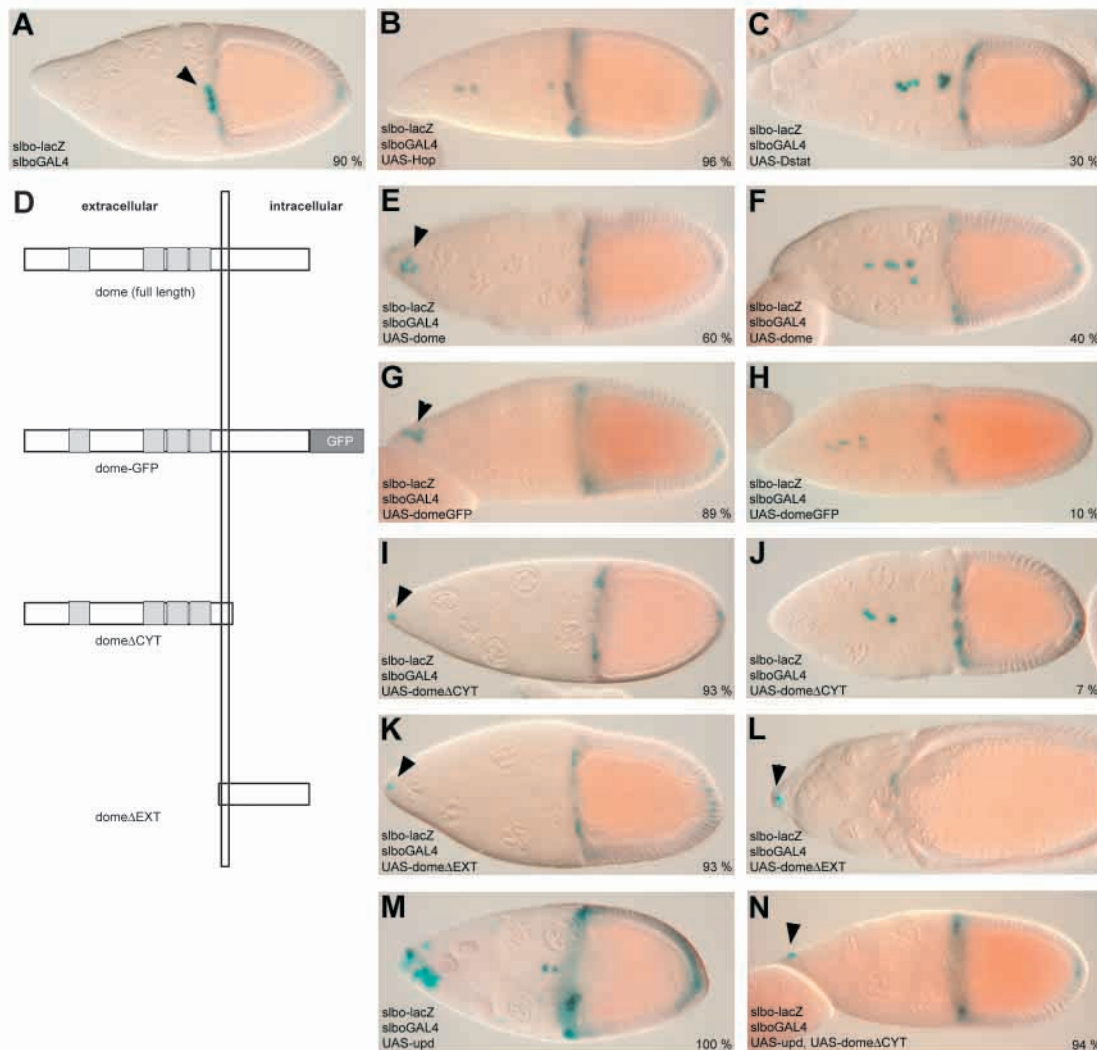 A
slbo-lacZ
slboGAL4
90 %
B
slbo-lacZ
slboGAL4
UAS-Hop
96 %
C
slbo-lacZ
slboGAL4
UAS-Dstat
30 %
D
extracellular
intracellular
dome (full length)
GFP
dome-GFP
domeΔCYT
domeΔEXT
E
slbo-lacZ
slboGAL4
UAS-dome
60 %
F
slbo-lacZ
slboGAL4
UAS-dome
40 %
G
slbo-lacZ
slboGAL4
UAS-domeGFP
89 %
H
slbo-lacZ
slboGAL4
UAS-domeGFP
10 %
I
slbo-lacZ
slboGAL4
UAS-domeΔCYT
93 %
J
slbo-lacZ
slboGAL4
UAS-domeΔCYT
7 %
K
slbo-lacZ
slboGAL4
UAS-domeΔEXT
93 %
L
slbo-lacZ
slboGAL4
UAS-domeΔEXT
M
slbo-lacZ
slboGAL4
UAS-upd
100 %
N
slbo-lacZ
slboGAL4
UAS-upd, UAS-domeΔCYT
94 %